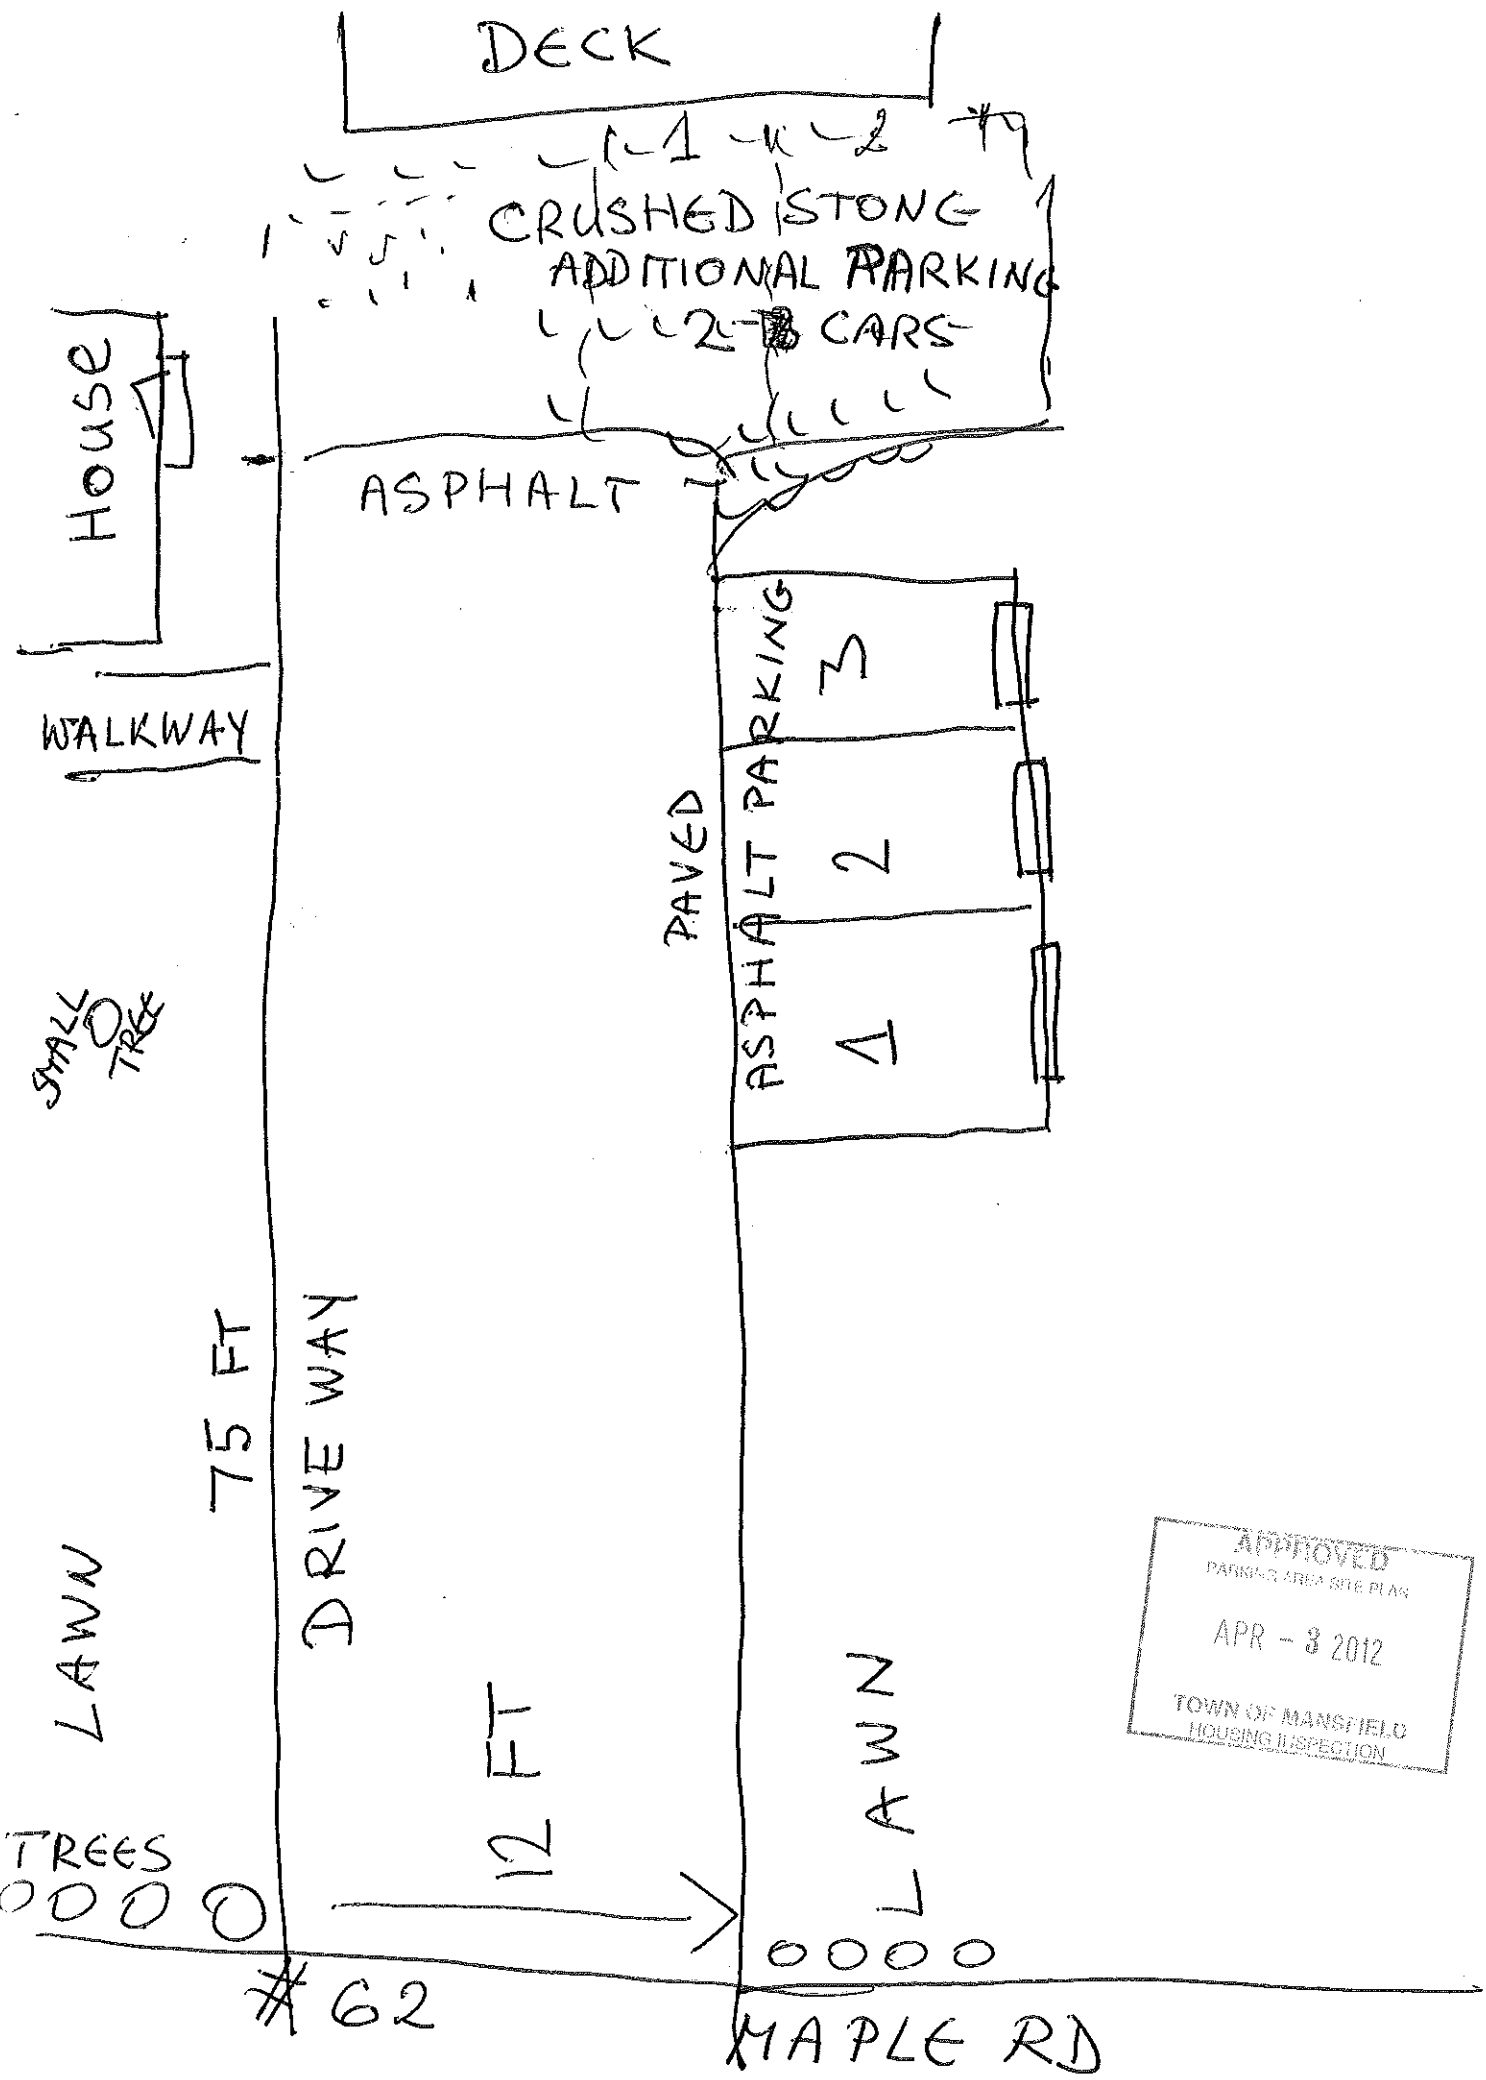 DECK
1 2
CRUSHED STONE
ADDITIONAL PARKING
2 CARS
House
ASPHALT
WALKWAY
PAVED
ASPHALT PARKING
3
2
1
SMALL
TREE
75 FT
DRIVE WAY
LAWN
12 FT
LAWN
TREES
# 62
MAPLE RD
APPROVED
PARKING AREA SITE PLAN
APR - 3 2012
TOWN OF MANSFIELD
HOUSING INSPECTION